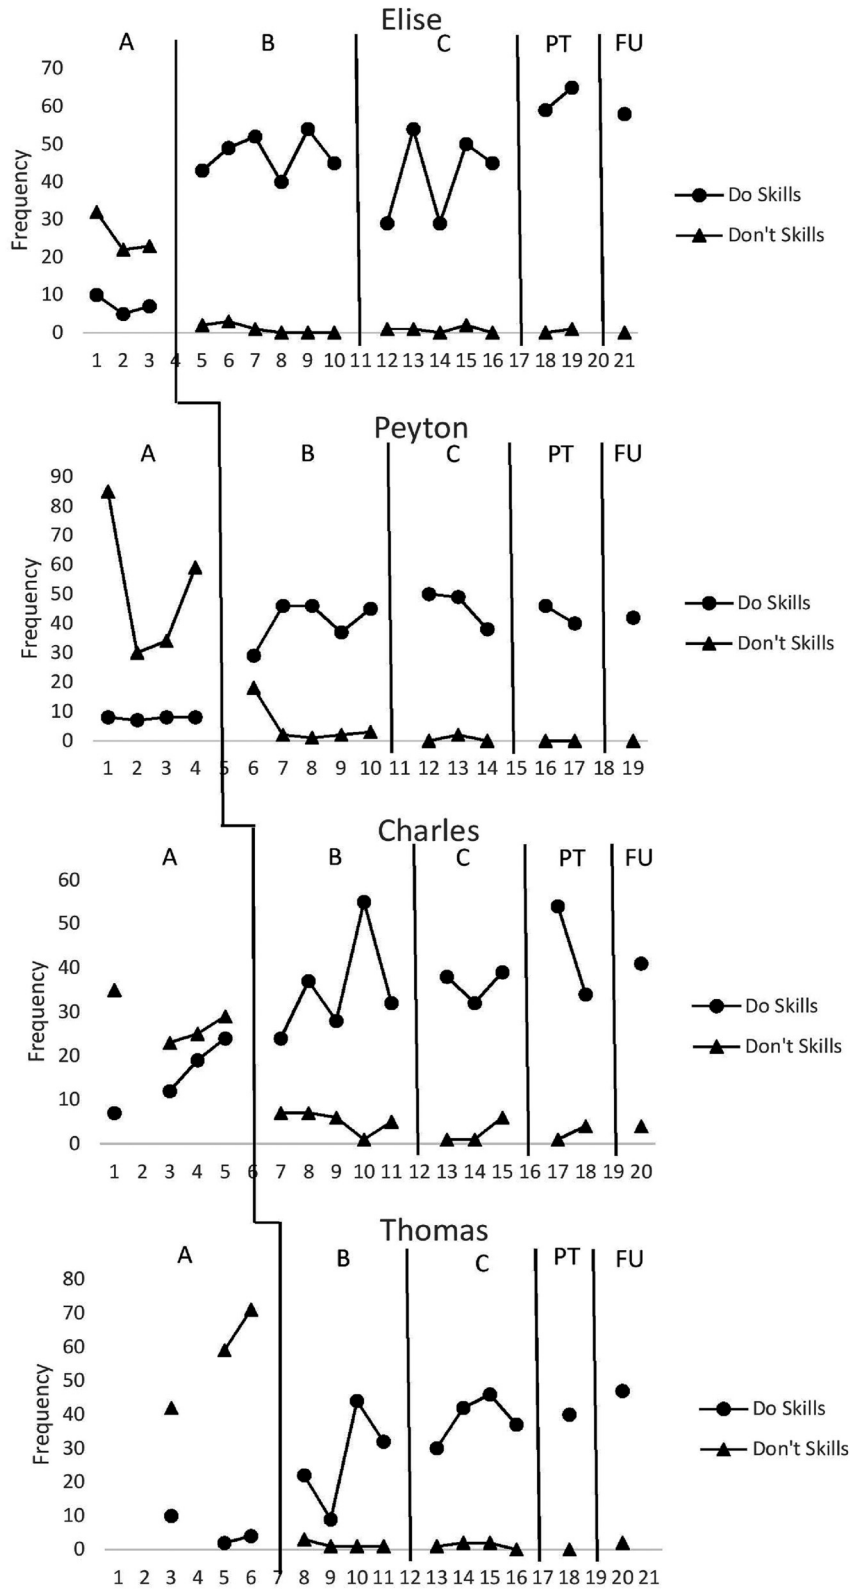 Elise
A B C PT FU
70
60
50
40
30
20
10
0
Frequency
1 2 3 4 5 6 7 8 9 10 11 12 13 14 15 16 17 18 19 20 21
Do Skills
Don't Skills
Peyton
A B C PT FU
90
80
70
60
50
40
30
20
10
0
Frequency
1 2 3 4 5 6 7 8 9 10 11 12 13 14 15 16 17 18 19
Do Skills
Don't Skills
Charles
A B C PT FU
60
50
40
30
20
10
0
Frequency
1 2 3 4 5 6 7 8 9 10 11 12 13 14 15 16 17 18 19 20
Do Skills
Don't Skills
Thomas
A B C PT FU
80
70
60
50
40
30
20
10
0
Frequency
1 2 3 4 5 6 7 8 9 10 11 12 13 14 15 16 17 18 19 20 21
Do Skills
Don't Skills